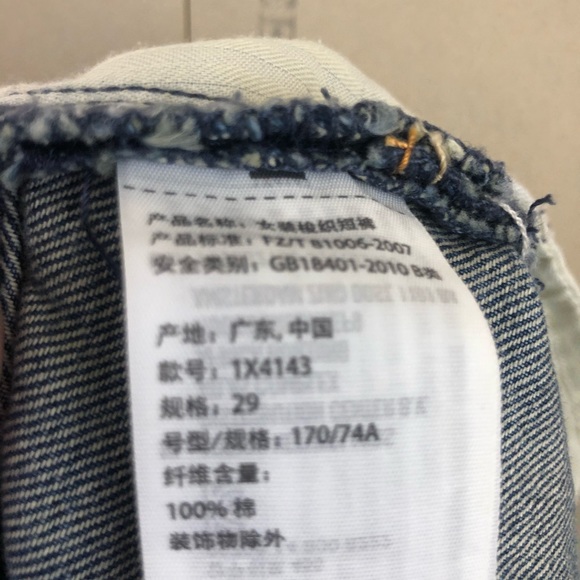 产品名称：女装梭织短裤
产品标准：FZ/T 81006-2007
安全类别：GB18401-2010 B类
产地：广东, 中国
款号：1X4143
规格：29
号型/规格：170/74A
纤维含量：
100% 棉
装饰物除外